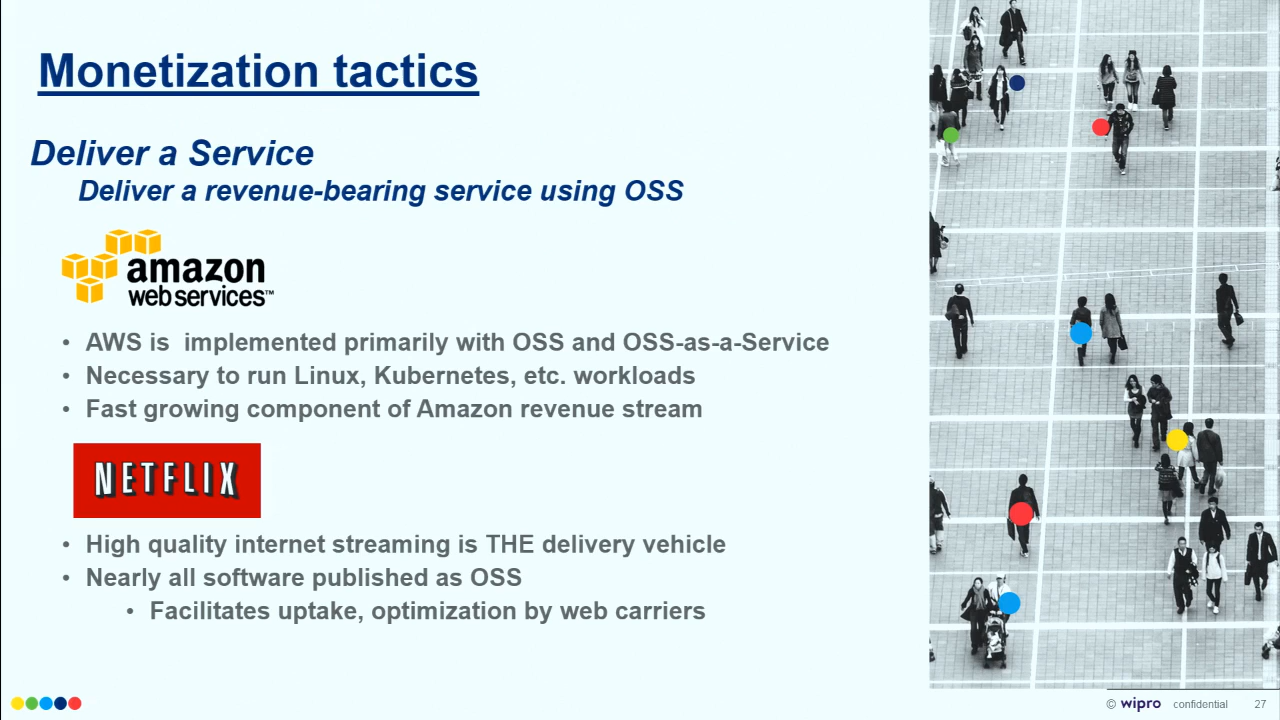 Monetization tactics
Deliver a Service
Deliver a revenue-bearing service using OSS
amazon
webservices™
• AWS is implemented primarily with OSS and OSS-as-a-Service
• Necessary to run Linux, Kubernetes, etc. workloads
• Fast growing component of Amazon revenue stream
NETFLIX
• High quality internet streaming is THE delivery vehicle
• Nearly all software published as OSS
• Facilitates uptake, optimization by web carriers
© wipro confidential 27